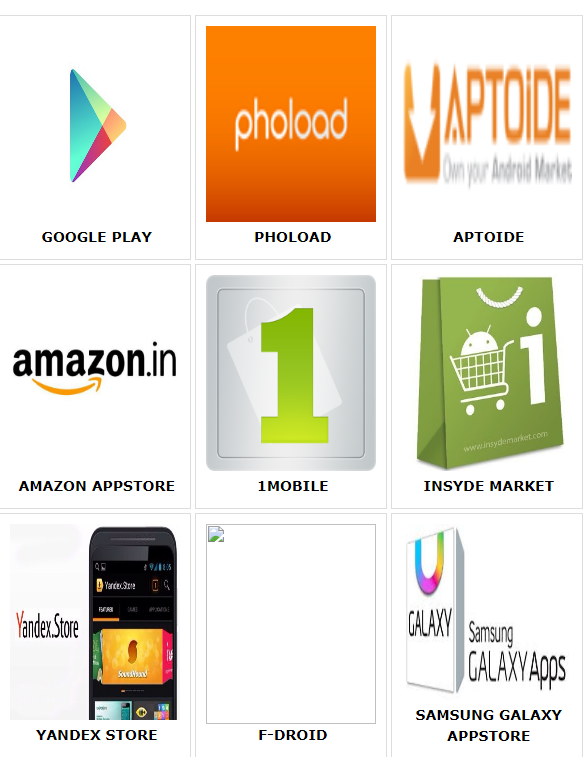 phoload
APTOIDE
Own your Android Market
GOOGLE PLAY
PHOLOAD
APTOIDE
amazon.in
1
i
www.insydemarket.com
AMAZON APPSTORE
1MOBILE
INSYDE MARKET
Yandex.Store
Yandex.Store
FEATURED
GAMES
APPLICATIONS
SoundHound
GALAXY
Samsung
GALAXY Apps
YANDEX STORE
F-DROID
SAMSUNG GALAXY
APPSTORE